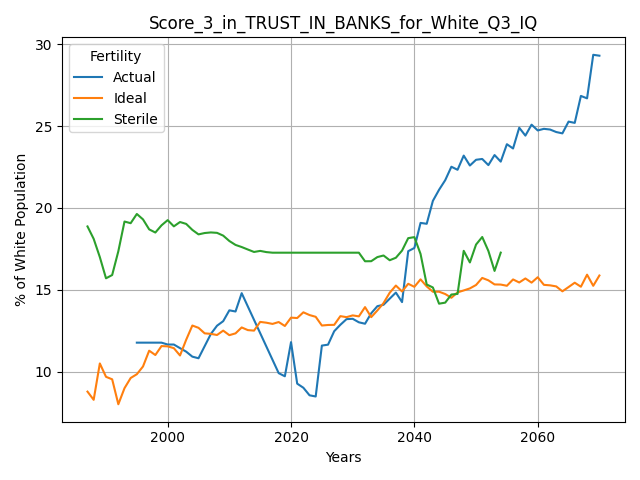 Score_3_in_TRUST_IN_BANKS_for_White_Q3_IQ
Fertility
Actual
Ideal
Sterile
% of White Population
30
25
20
15
10
2000 2020 2040 2060
Years